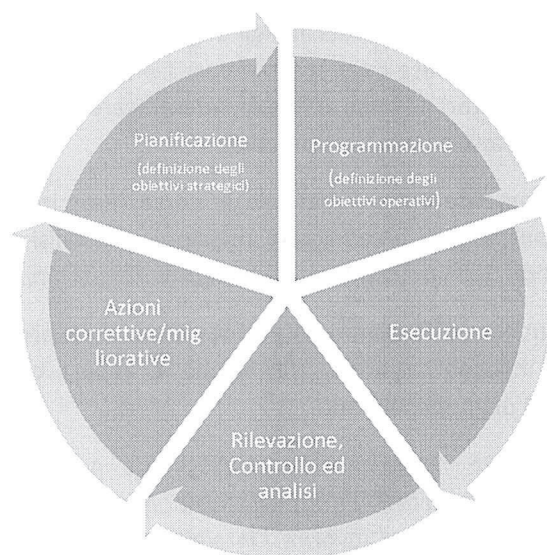 Pianificazione
(definizione degli
obiettivi strategici)
Programmazione
(definizione degli
obiettivi operativi)
Esecuzione
Rilevazione,
Controllo ed
analisi
Azioni
correttive/mig
liorative